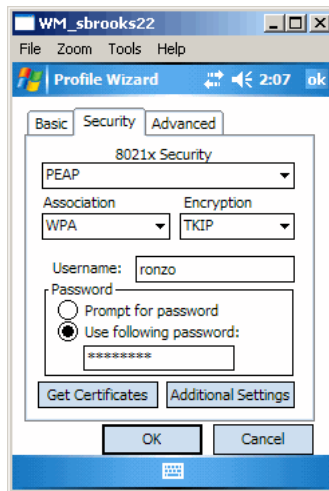 WM_sbrooks22
File Zoom Tools Help
Profile Wizard 2:07 ok
Basic Security Advanced
8021x Security
PEAP
Association Encryption
WPA TKIP
Username: ronzo
Password
Prompt for password
Use following password:
********
Get Certificates Additional Settings
OK Cancel